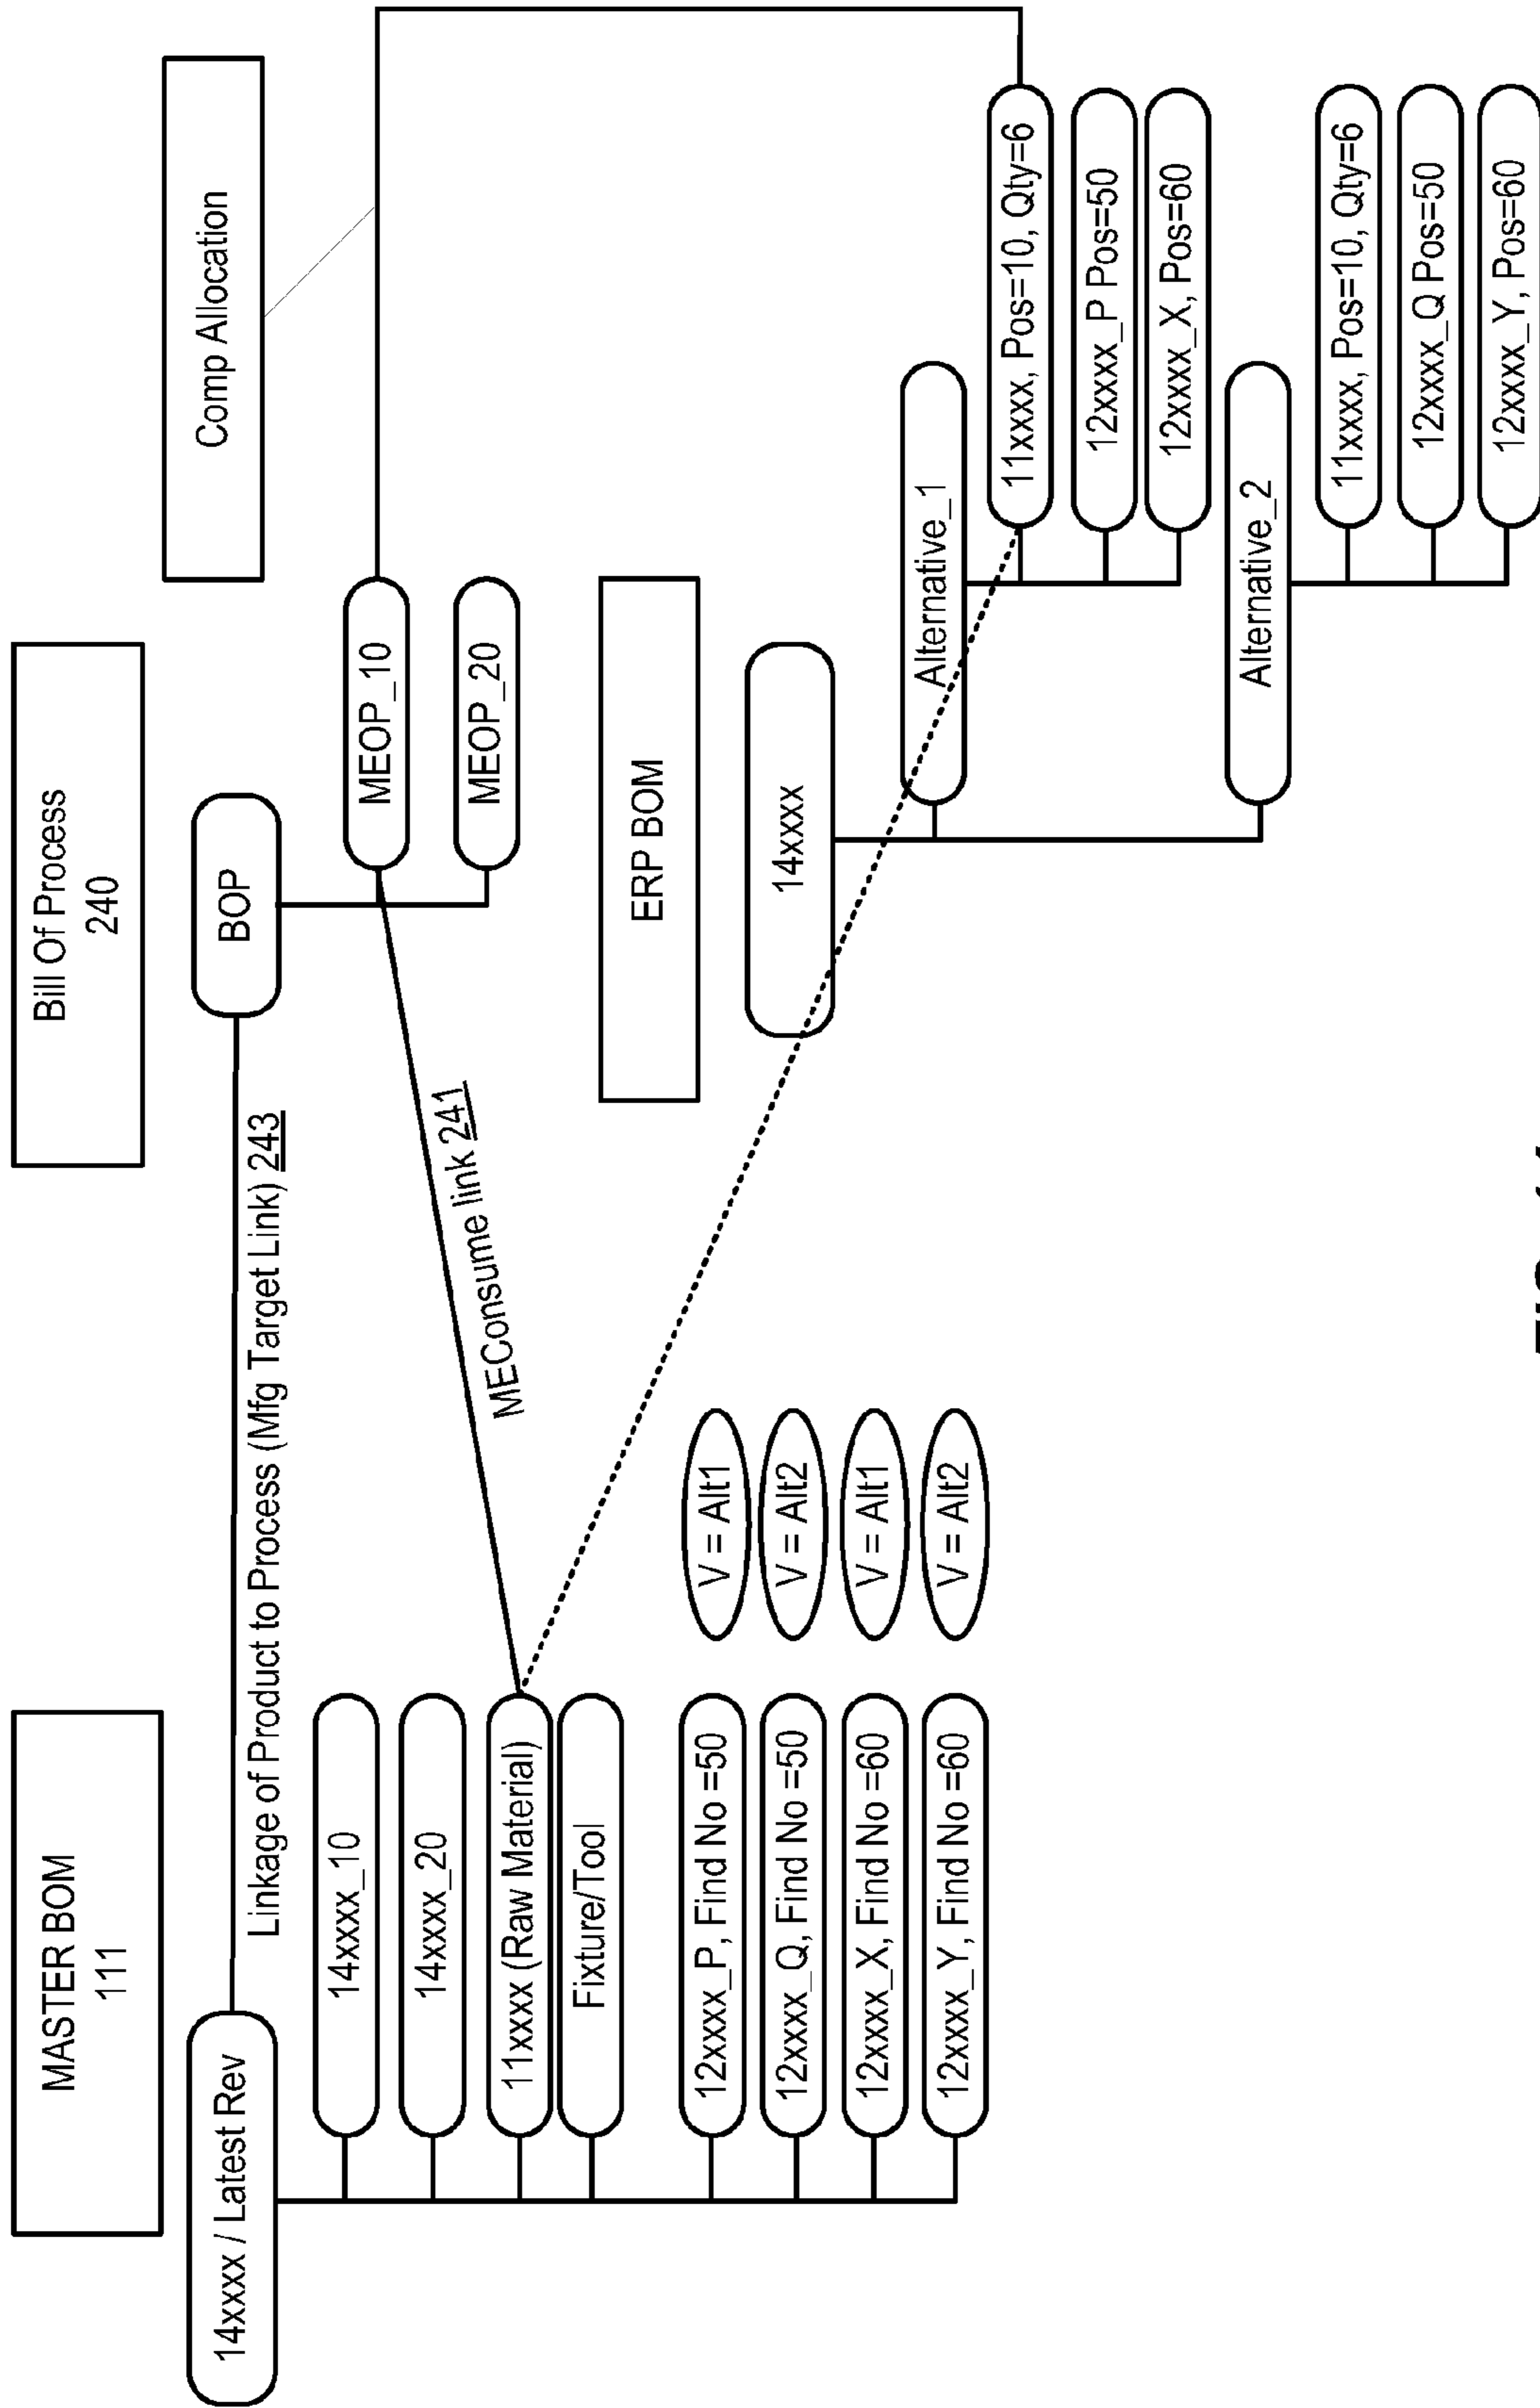 MASTER BOM
111
14xxxx / Latest Rev
14xxxx_10
14xxxx_20
11xxxx (Raw Material)
Fixture/Tool
12xxxx_P, Find No =50
12xxxx_Q, Find No =50
12xxxx_X, Find No =60
12xxxx_Y, Find No =60
V = Alt1
V = Alt2
V = Alt1
V = Alt2
Linkage of Product to Process (Mfg Target Link) 243
MEConsume link 241
Bill Of Process
240
BOP
MEOP_10
MEOP_20
Comp Allocation
ERP BOM
14xxxx
Alternative_1
11xxxx, Pos=10, Qty=6
12xxxx_P Pos=50
12xxxx_X, Pos=60
Alternative_2
11xxxx, Pos=10, Qty=6
12xxxx_Q Pos=50
12xxxx_Y, Pos=60